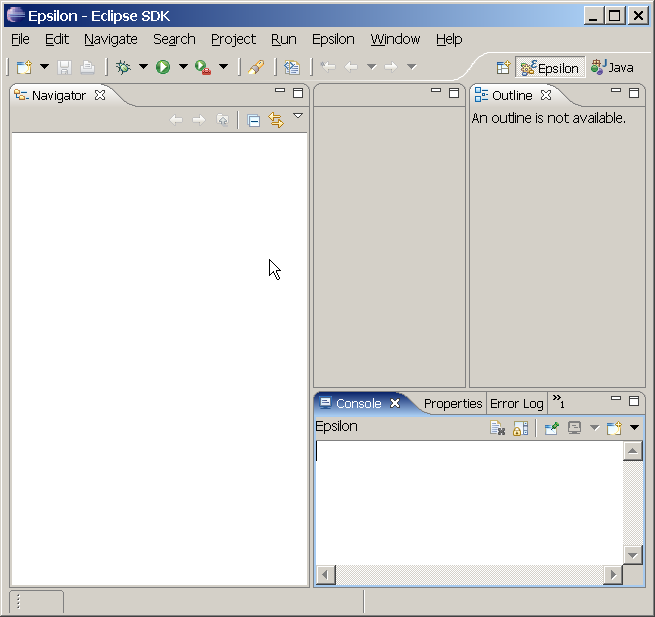 Epsilon - Eclipse SDK
File Edit Navigate Search Project Run Epsilon Window Help
Epsilon Java
Navigator
Outline
An outline is not available.
Console Properties Error Log »1
Epsilon